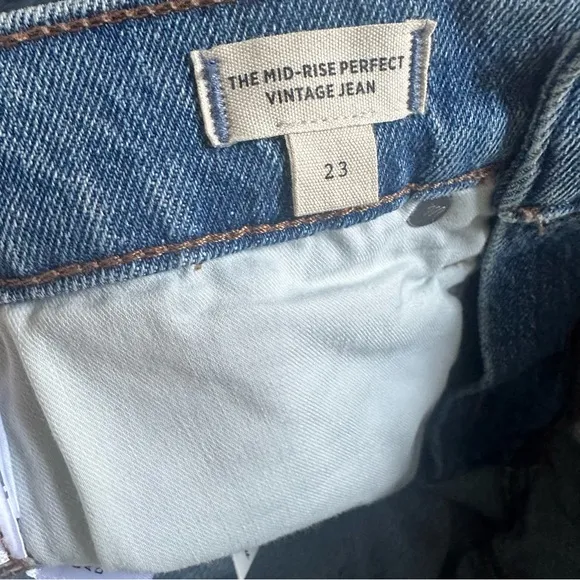 THE MID-RISE PERFECT
VINTAGE JEAN
23